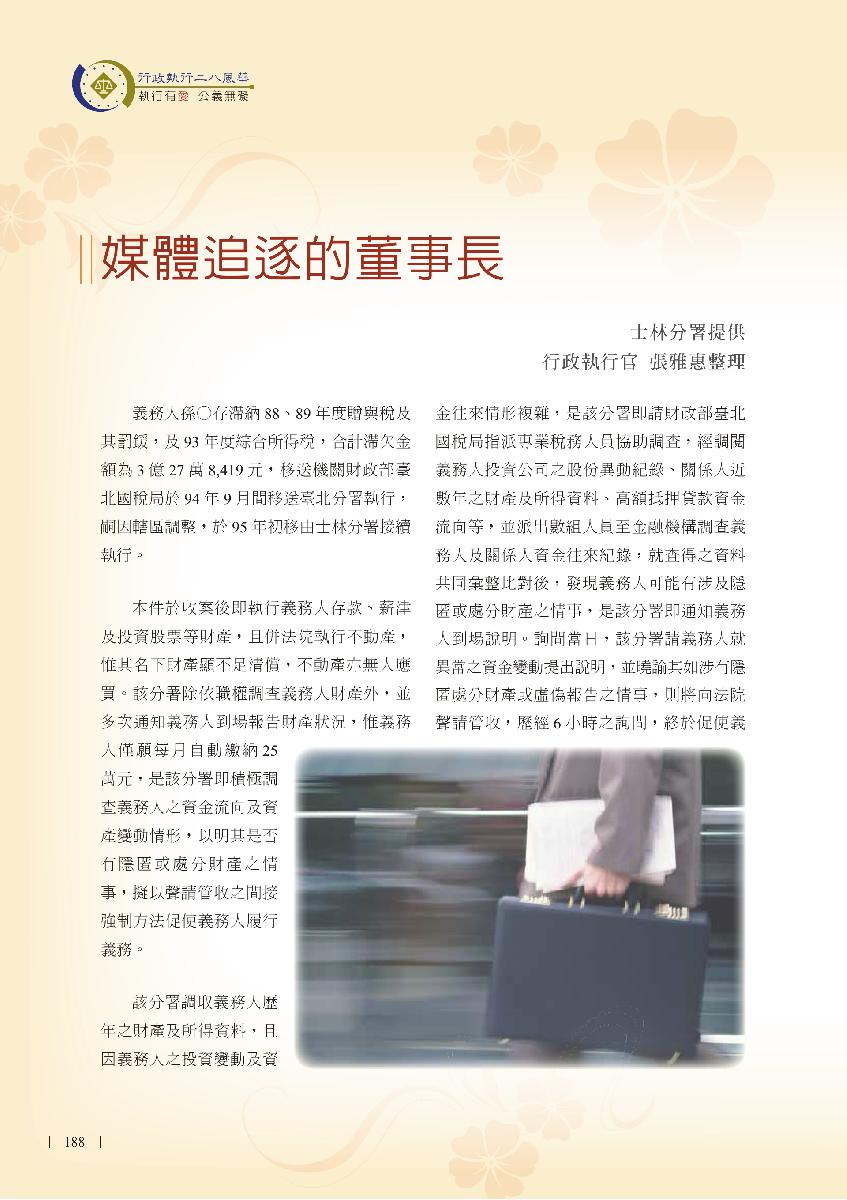 行政執行二八風華
執行有愛 公義無礙
媒體追逐的董事長
士林分署提供
行政執行官 張雅惠整理
義務人孫○存滯納 88、89 年度贈與稅及
其罰鍰，及 93 年度綜合所得稅，合計滯欠金
額為 3 億 27 萬 8,419 元，移送機關財政部臺
北國稅局於 94 年 9 月間移送臺北分署執行，
嗣因轄區調整，於 95 年初移由士林分署接續
執行。
本件於收案後即執行義務人存款、薪津
及投資股票等財產，且併法院執行不動產，
惟其名下財產顯不足清償，不動產亦無人應
買。該分署除依職權調查義務人財產外，並
多次通知義務人到場報告財產狀況，惟義務
人僅願每月自動繳納 25
萬元，是該分署即積極調
查義務人之資金流向及資
產變動情形，以明其是否
有隱匿或處分財產之情
事，擬以聲請管收之間接
強制方法促使義務人履行
義務。
該分署調取義務人歷
年之財產及所得資料，且
因義務人之投資變動及資
金往來情形複雜，是該分署即請財政部臺北
國稅局指派專業稅務人員協助調查，經調閱
義務人投資公司之股份異動紀錄、關係人近
數年之財產及所得資料、高額抵押貸款資金
流向等，並派出數組人員至金融機構調查義
務人及關係人資金往來紀錄，就查得之資料
共同彙整比對後，發現義務人可能有涉及隱
匿或處分財產之情事，是該分署即通知義務
人到場說明。詢問當日，該分署請義務人就
異常之資金變動提出說明，並曉諭其如涉有隱
匿處分財產或虛偽報告之情事，則將向法院
聲請管收，歷經 6 小時之詢問，終於促使義
188